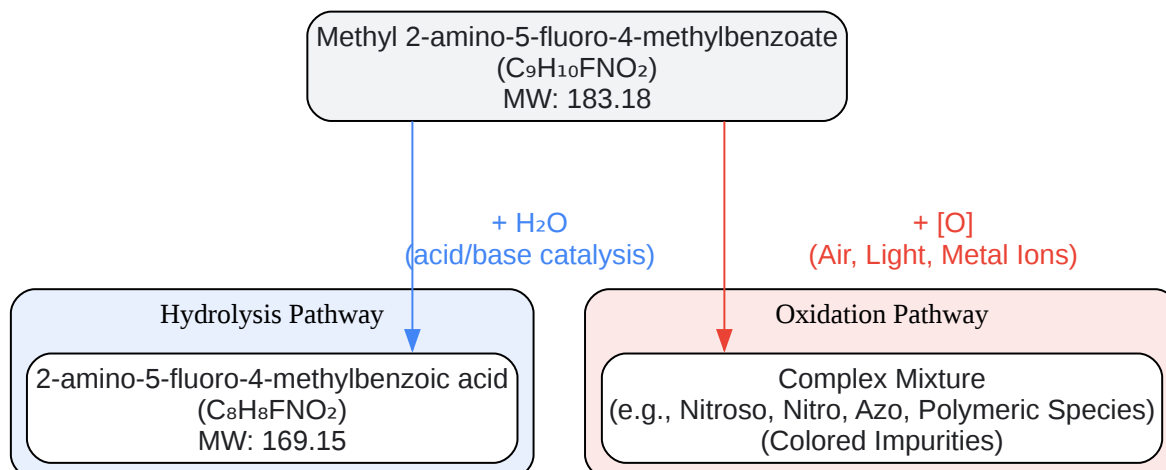 Methyl 2-amino-5-fluoro-4-methylbenzoate
(C₉H₁₀FNO₂)
MW: 183.18
+ H₂O
(acid/base catalysis)
+ [O]
(Air, Light, Metal Ions)
Hydrolysis Pathway
2-amino-5-fluoro-4-methylbenzoic acid
(C₈H₈FNO₂)
MW: 169.15
Oxidation Pathway
Complex Mixture
(e.g., Nitroso, Nitro, Azo, Polymeric Species)
(Colored Impurities)